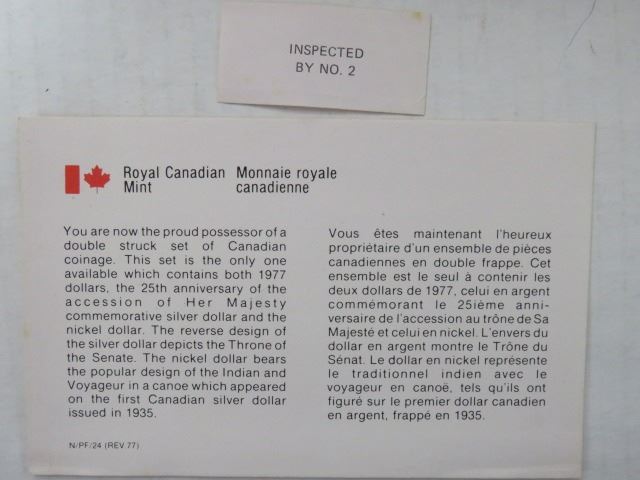 INSPECTED
BY NO. 2
Royal Canadian
Mint
Monnaie royale
canadienne
You are now the proud possessor of a
double struck set of Canadian
coinage. This set is the only one
available which contains both 1977
dollars, the 25th anniversary of the
accession of Her Majesty
commemorative silver dollar and the
nickel dollar. The reverse design of
the silver dollar depicts the Throne of
the Senate. The nickel dollar bears
the popular design of the Indian and
Voyageur in a canoe which appeared
on the first Canadian silver dollar
issued in 1935.
Vous êtes maintenant l'heureux
propriétaire d'un ensemble de pièces
canadiennes en double frappe. Cet
ensemble est le seul à contenir les
deux dollars de 1977, celui en argent
commémorant le 25ième anni-
versaire de l'accession au trône de Sa
Majesté et celui en nickel. L'envers du
dollar en argent montre le Trône du
Sénat. Le dollar en nickel représente
le traditionnel indien avec le
voyageur en canoë, tels qu'ils ont
figuré sur le premier dollar canadien
en argent, frappé en 1935.
N/PF/24 (REV 77)